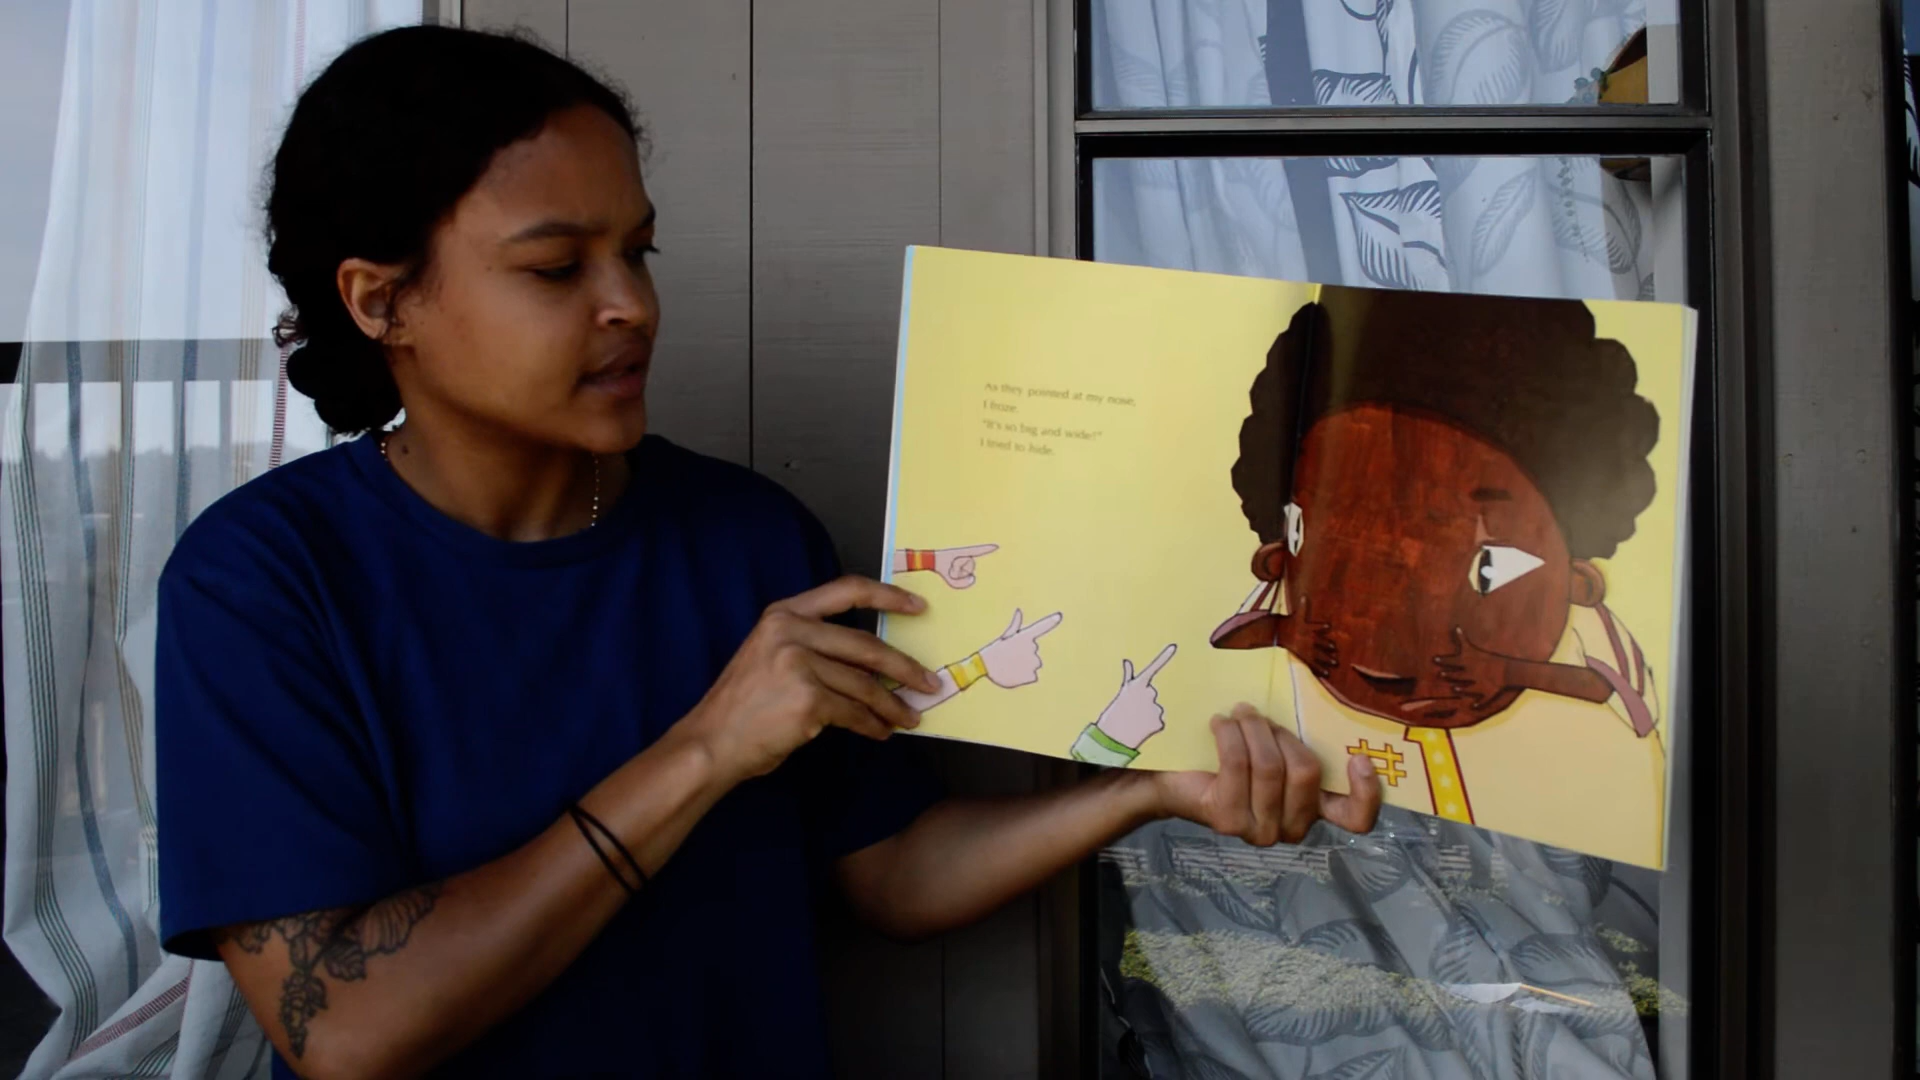 As they pointed at my nose,
I froze.
"It's so big and wide!"
I tried to hide.
#